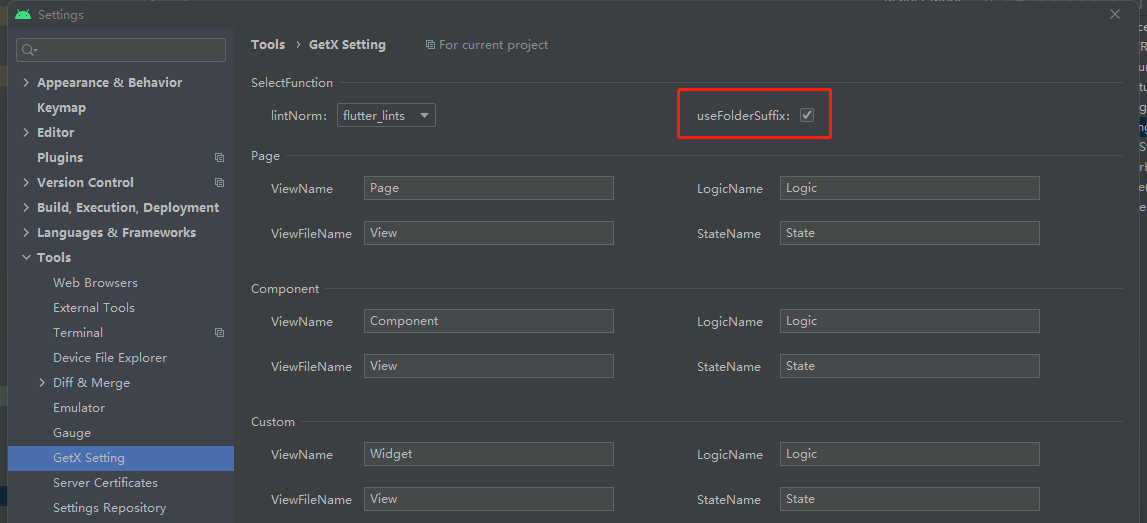 Settings
Tools › GetX Setting For current project
Appearance & Behavior
Keymap
Editor
Plugins
Version Control
Build, Execution, Deployment
Languages & Frameworks
Tools
Web Browsers
External Tools
Terminal
Device File Explorer
Diff & Merge
Emulator
Gauge
GetX Setting
Server Certificates
Settings Repository
SelectFunction
lintNorm: flutter_lints useFolderSuffix:
Page
ViewName Page LogicName Logic
ViewFileName View StateName State
Component
ViewName Component LogicName Logic
ViewFileName View StateName State
Custom
ViewName Widget LogicName Logic
ViewFileName View StateName State